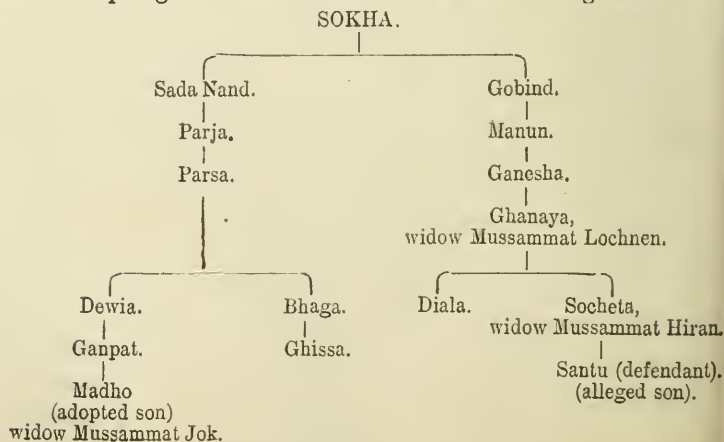 SOKHA.
Sada Nand. Gobind.
Parja. Manun.
Parsa. Ganesha.
Ghanaya,
widow Mussammat Lochnen.
Dewia. Bhaga. Diala. Socheta,
widow Mussammat Hiran.
Ganpat. Ghissa.
Santu (defendant).
(alleged son).
Madho
(adopted son)
widow Mussammat Jok.